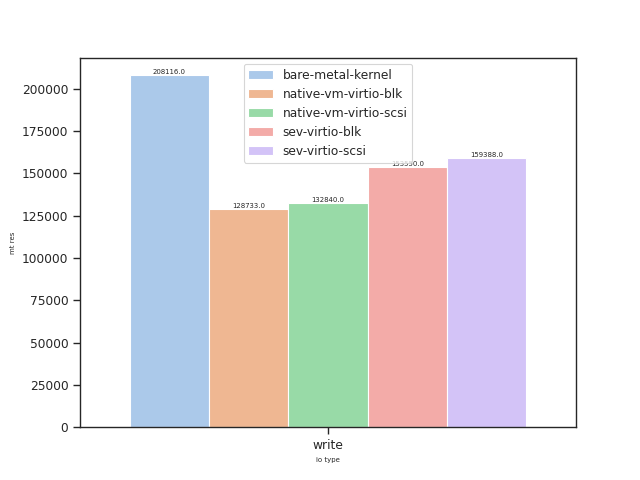 200000
175000
150000
125000
100000
75000
50000
25000
0
mt res
208116.0
128733.0
132840.0
159388.0
bare-metal-kernel
native-vm-virtio-blk
native-vm-virtio-scsi
sev-virtio-blk
sev-virtio-scsi
write
io type